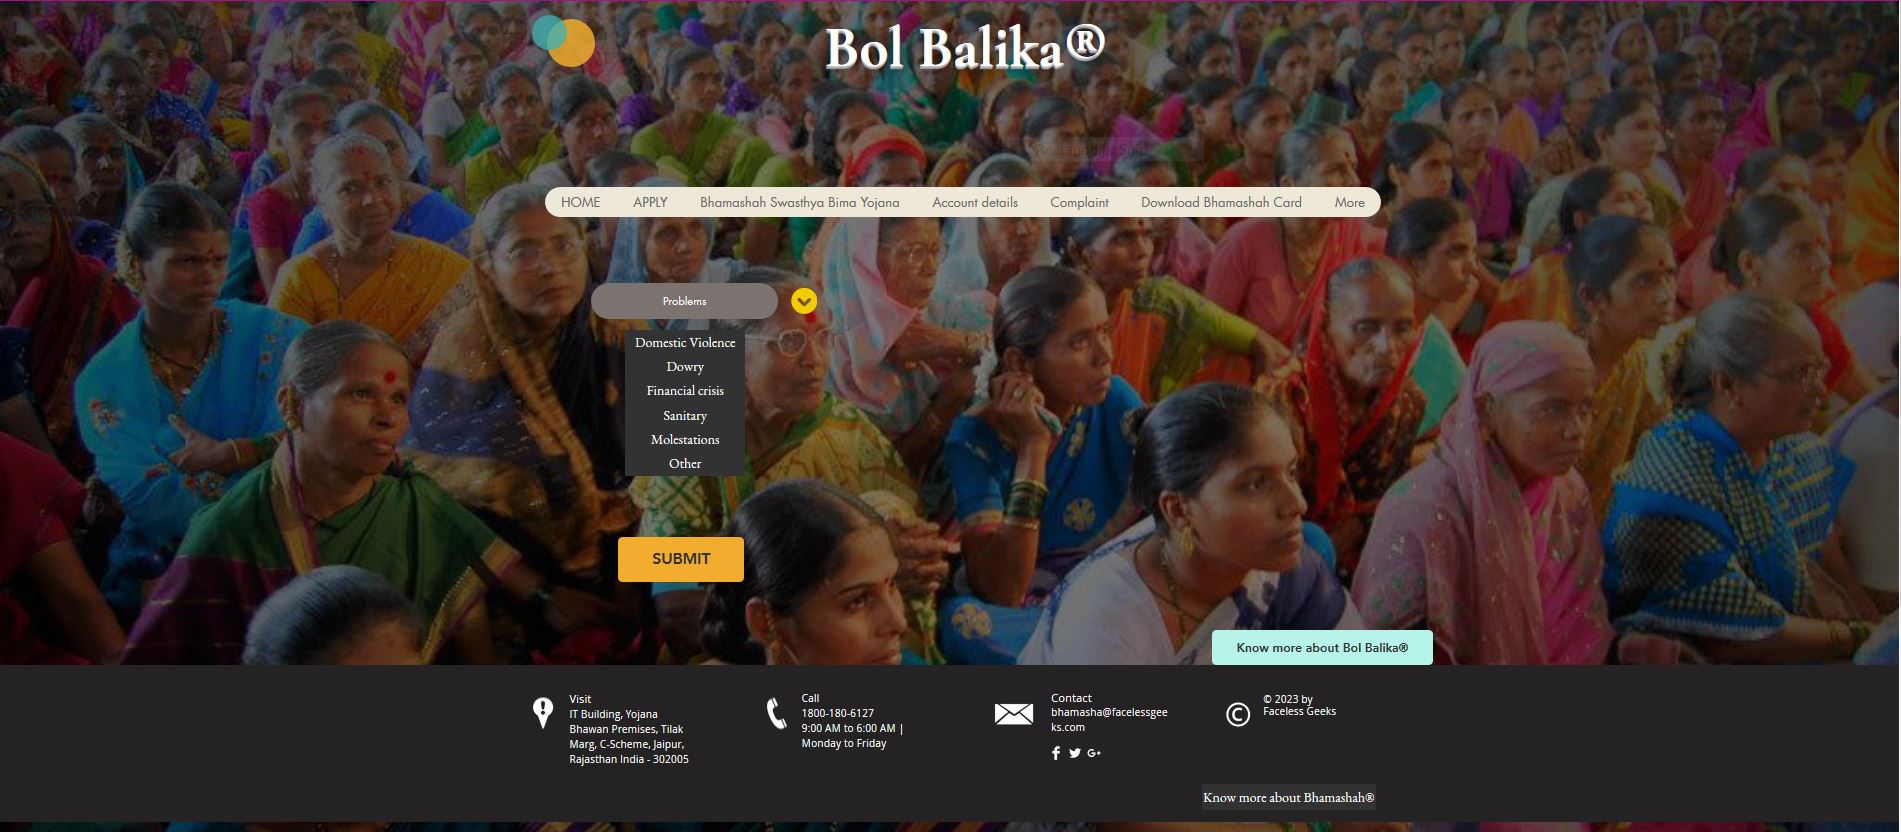 Bol Balika®
HOME APPLY Bhamashah Swasthya Bima Yojana Account details Complaint Download Bhamashah Card More
Problems
Domestic Violence
Dowry
Financial crisis
Sanitary
Molestations
Other
SUBMIT
Know more about Bol Balika®
Visit
IT Building, Yojana
Bhawan Premises, Tilak
Marg, C-Scheme, Jaipur,
Rajasthan India - 302005
Call
1800-180-6127
9:00 AM to 6:00 AM |
Monday to Friday
Contact
bhamasha@facelessgee
ks.com
© 2023 by
Faceless Geeks
Know more about Bhamashah®